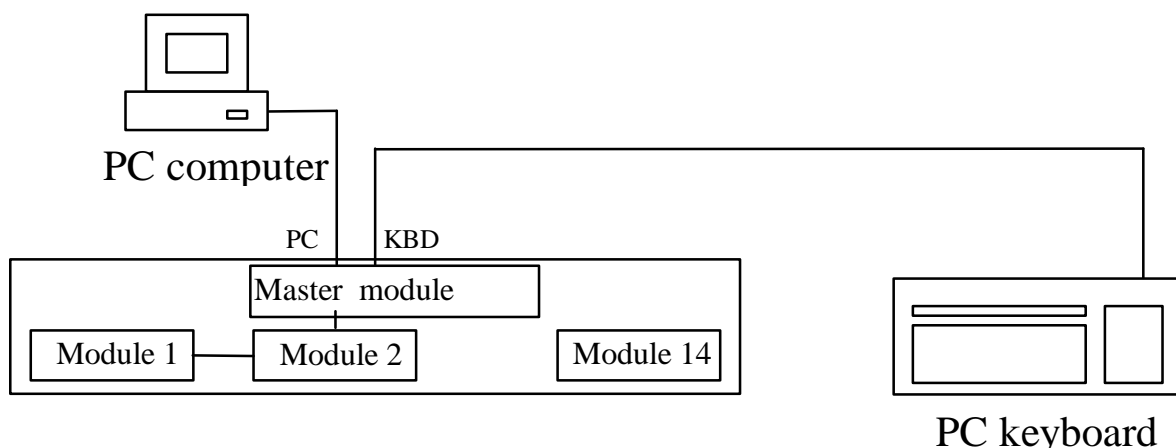 PC computer
PC KBD
Master module
Module 1 Module 2 Module 14
PC keyboard